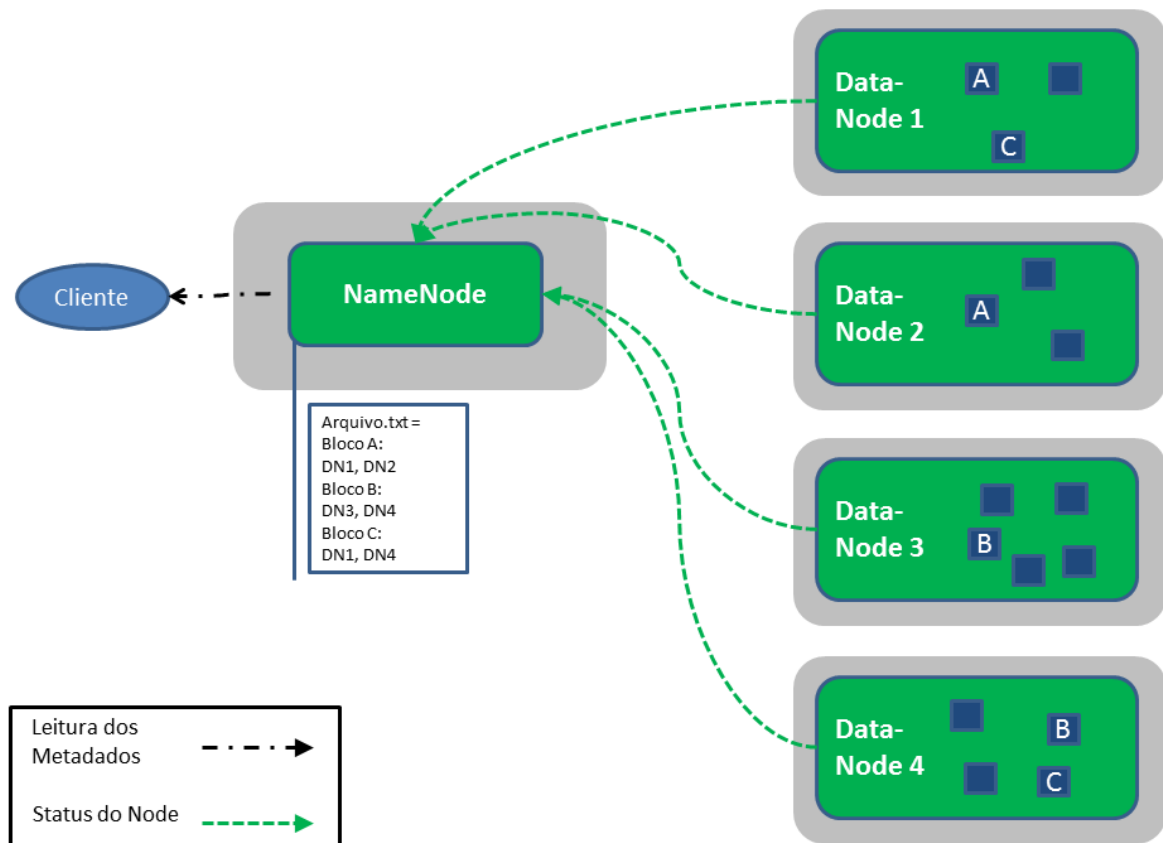 Cliente
NameNode
Arquivo.txt =
Bloco A:
DN1, DN2
Bloco B:
DN3, DN4
Bloco C:
DN1, DN4
Data-
Node 1
A
C
Data-
Node 2
A
Data-
Node 3
B
Data-
Node 4
B
C
Leitura dos
Metadados
Status do Node